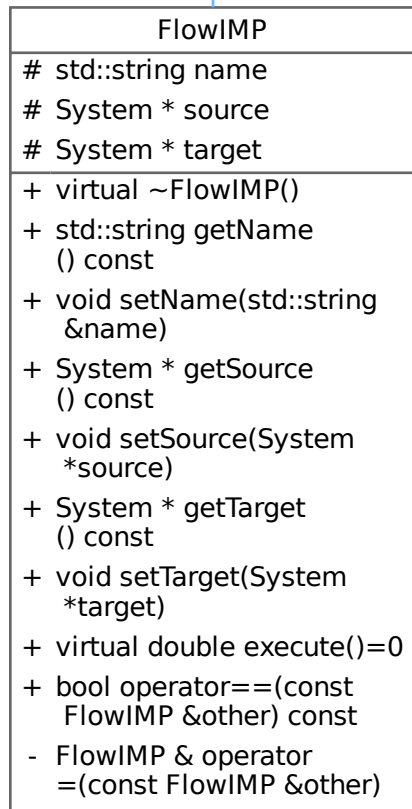 FlowIMP
# std::string name
# System * source
# System * target
+ virtual ~FlowIMP()
+ std::string getName
() const
+ void setName(std::string
&name)
+ System * getSource
() const
+ void setSource(System
*source)
+ System * getTarget
() const
+ void setTarget(System
*target)
+ virtual double execute()=0
+ bool operator==(const
FlowIMP &other) const
- FlowIMP & operator
=(const FlowIMP &other)